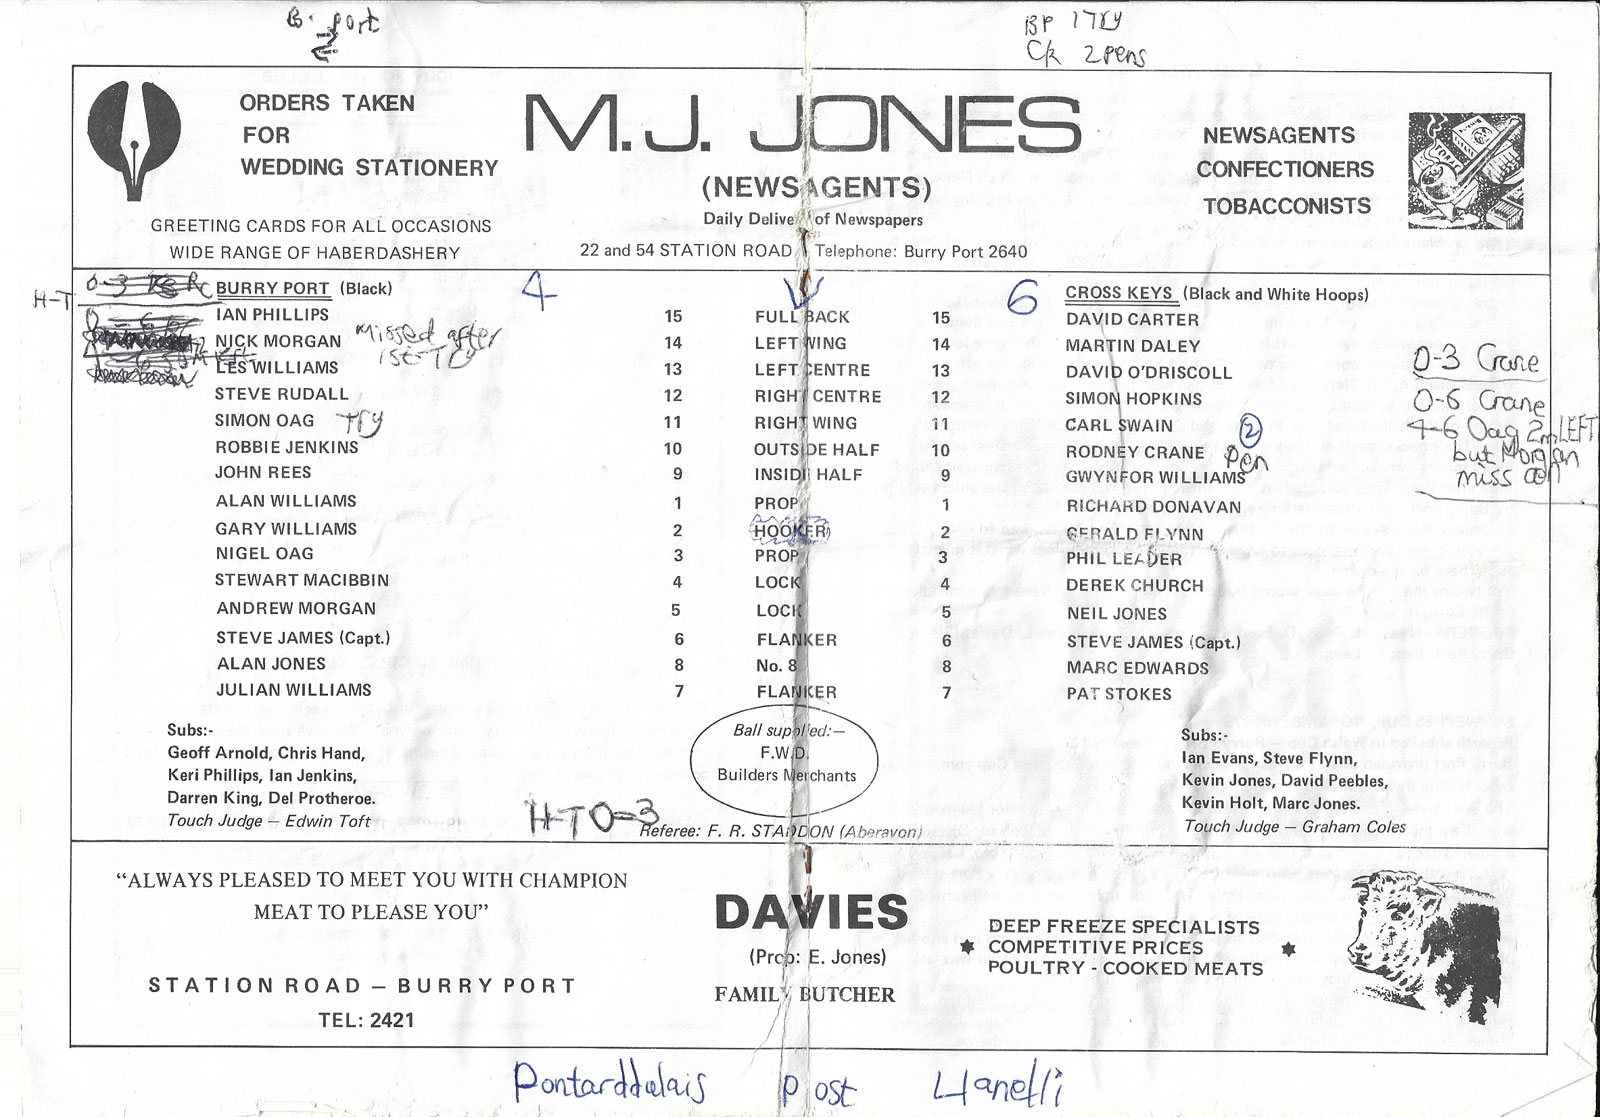 B. Port
BP 1 Try
Ck 2 pens
ORDERS TAKEN
FOR
WEDDING STATIONERY
GREETING CARDS FOR ALL OCCASIONS
WIDE RANGE OF HABERDASHERY
M.J. JONES
(NEWSAGENTS)
Daily Delive of Newspapers
22 and 54 STATION ROAD Telephone: Burry Port 2640
NEWSAGENTS
CONFECTIONERS
TOBACCONISTS
H-T
0-3
BURRY PORT (Black) 4 6 CROSS KEYS (Black and White Hoops)
IAN PHILLIPS 15 FULL BACK 15 DAVID CARTER
NICK MORGAN 14 LEFT WING 14 MARTIN DALEY
Missed after
1st Try
LES WILLIAMS 13 LEFT CENTRE 13 DAVID O'DRISCOLL
STEVE RUDALL 12 RIGHT CENTRE 12 SIMON HOPKINS
SIMON OAG Try 11 RIGHT WING 11 CARL SWAIN
ROBBIE JENKINS 10 OUTSIDE HALF 10 RODNEY CRANE 2 Pen
JOHN REES 9 INSIDE HALF 9 GWYNFOR WILLIAMS
ALAN WILLIAMS 1 PROP 1 RICHARD DONAVAN
GARY WILLIAMS 2 HOOKER 2 GERALD FLYNN
NIGEL OAG 3 PROP 3 PHIL LEADER
STEWART MACIBBIN 4 LOCK 4 DEREK CHURCH
ANDREW MORGAN 5 LOCK 5 NEIL JONES
STEVE JAMES (Capt.) 6 FLANKER 6 STEVE JAMES (Capt.)
ALAN JONES 8 No. 8 8 MARC EDWARDS
JULIAN WILLIAMS 7 FLANKER 7 PAT STOKES
0-3 Crane
0-6 Crane
4-6 Oag 2m LEFT
but Morgan
miss con
Subs:-
Geoff Arnold, Chris Hand,
Keri Phillips, Ian Jenkins,
Darren King, Del Protheroe.
Touch Judge – Edwin Toft
Ball supplied:–
F.W.D.
Builders Merchants
H-T 0=3
Referee: F. R. STADDON (Aberavon)
Subs:-
Ian Evans, Steve Flynn,
Kevin Jones, David Peebles,
Kevin Holt, Marc Jones.
Touch Judge – Graham Coles
“ALWAYS PLEASED TO MEET YOU WITH CHAMPION
MEAT TO PLEASE YOU”
STATION ROAD – BURRY PORT
TEL: 2421
DAVIES
(Prop: E. Jones)
FAMILY BUTCHER
DEEP FREEZE SPECIALISTS
COMPETITIVE PRICES
POULTRY - COOKED MEATS
Pontarddulais Post Llanelli